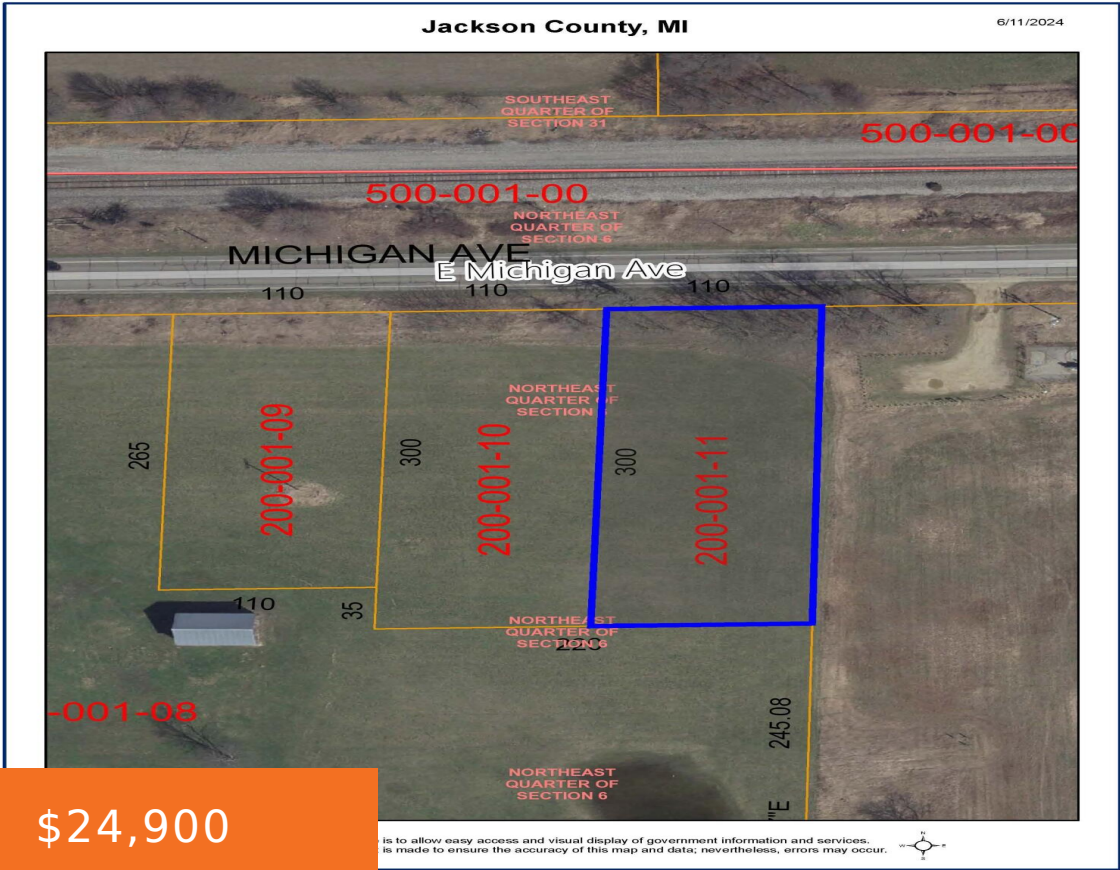 Jackson County, MI
6/11/2024
SOUTHEAST
QUARTER OF
SECTION 31
500-001-00
500-001-00
NORTHEAST
QUARTER OF
SECTION 6
MICHIGAN AVE
E Michigan Ave
110
110
110
NORTHEAST
QUARTER OF
SECTION
265
200-001-09
300
200-001-10
300
200-001-11
110
35
NORTHEAST
QUARTER OF
SECTION 6
220
-001-08
245.08
NORTHEAST
QUARTER OF
SECTION 6
"E
$24,900
is to allow easy access and visual display of government information and services.
is made to ensure the accuracy of this map and data; nevertheless, errors may occur.
N
W E
S